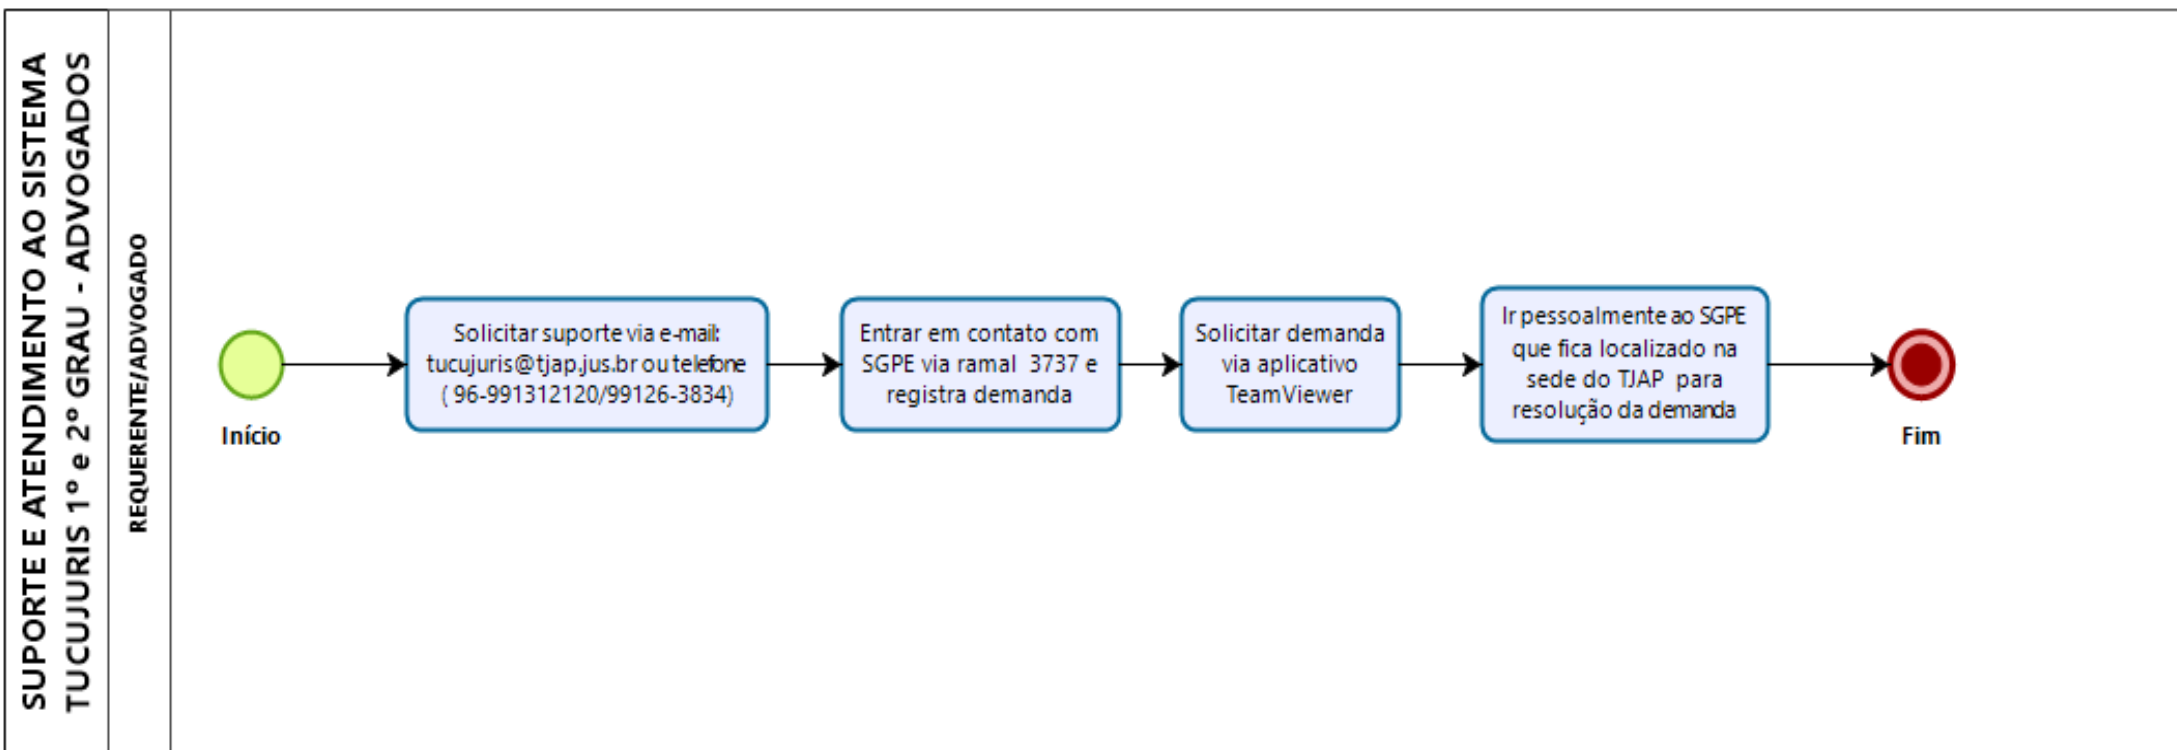 SUPORTE E ATENDIMENTO AO SISTEMA
TUCUJURIS 1º e 2º GRAU - ADVOGADOS
REQUERENTE/ADVOGADO
Início
Solicitar suporte via e-mail:
tucujuris@tjap.jus.br ou telefone
( 96-991312120/99126-3834)
Entrar em contato com
SGPE via ramal  3737 e
registra demanda
Solicitar demanda
via aplicativo
TeamViewer
Ir pessoalmente ao SGPE
que fica localizado na
sede do TJAP  para
resolução da demanda
Fim